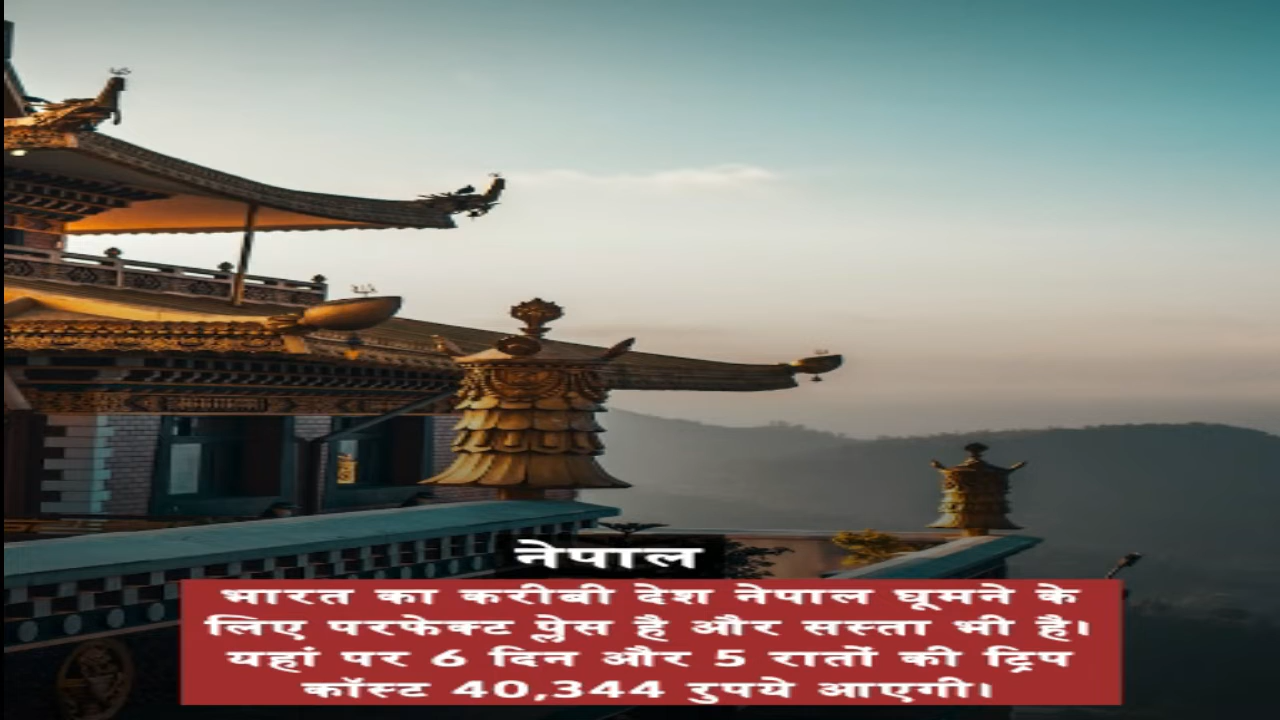 नेपाल
भारत का करीबी देश नेपाल घूमने के
लिए परफेक्ट प्लेस है और सस्ता भी है।
यहां पर 6 दिन और 5 रातों की ट्रिप
कॉस्ट 40,344 रुपये आएगी।